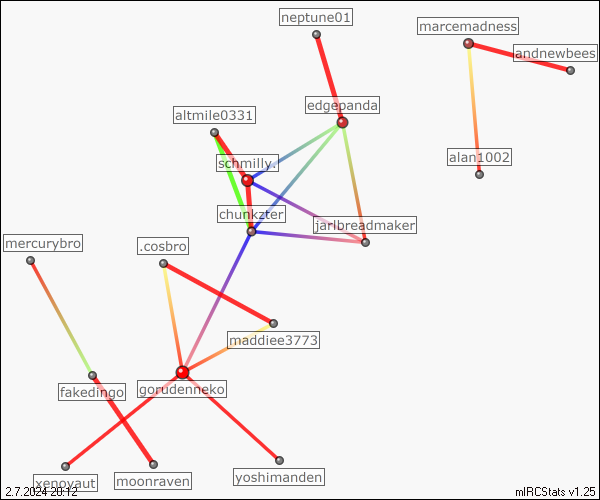 neptune01
marcemadness
andnewbees
edgepanda
altmile0331
schmilly.
alan1002
chunkzter
jarlbreadmaker
mercurybro
.cosbro
maddiee3773
fakedingo
gorudenneko
xenoyaut
moonraven
yoshimanden
2.7.2024 20:12
mIRCStats v1.25